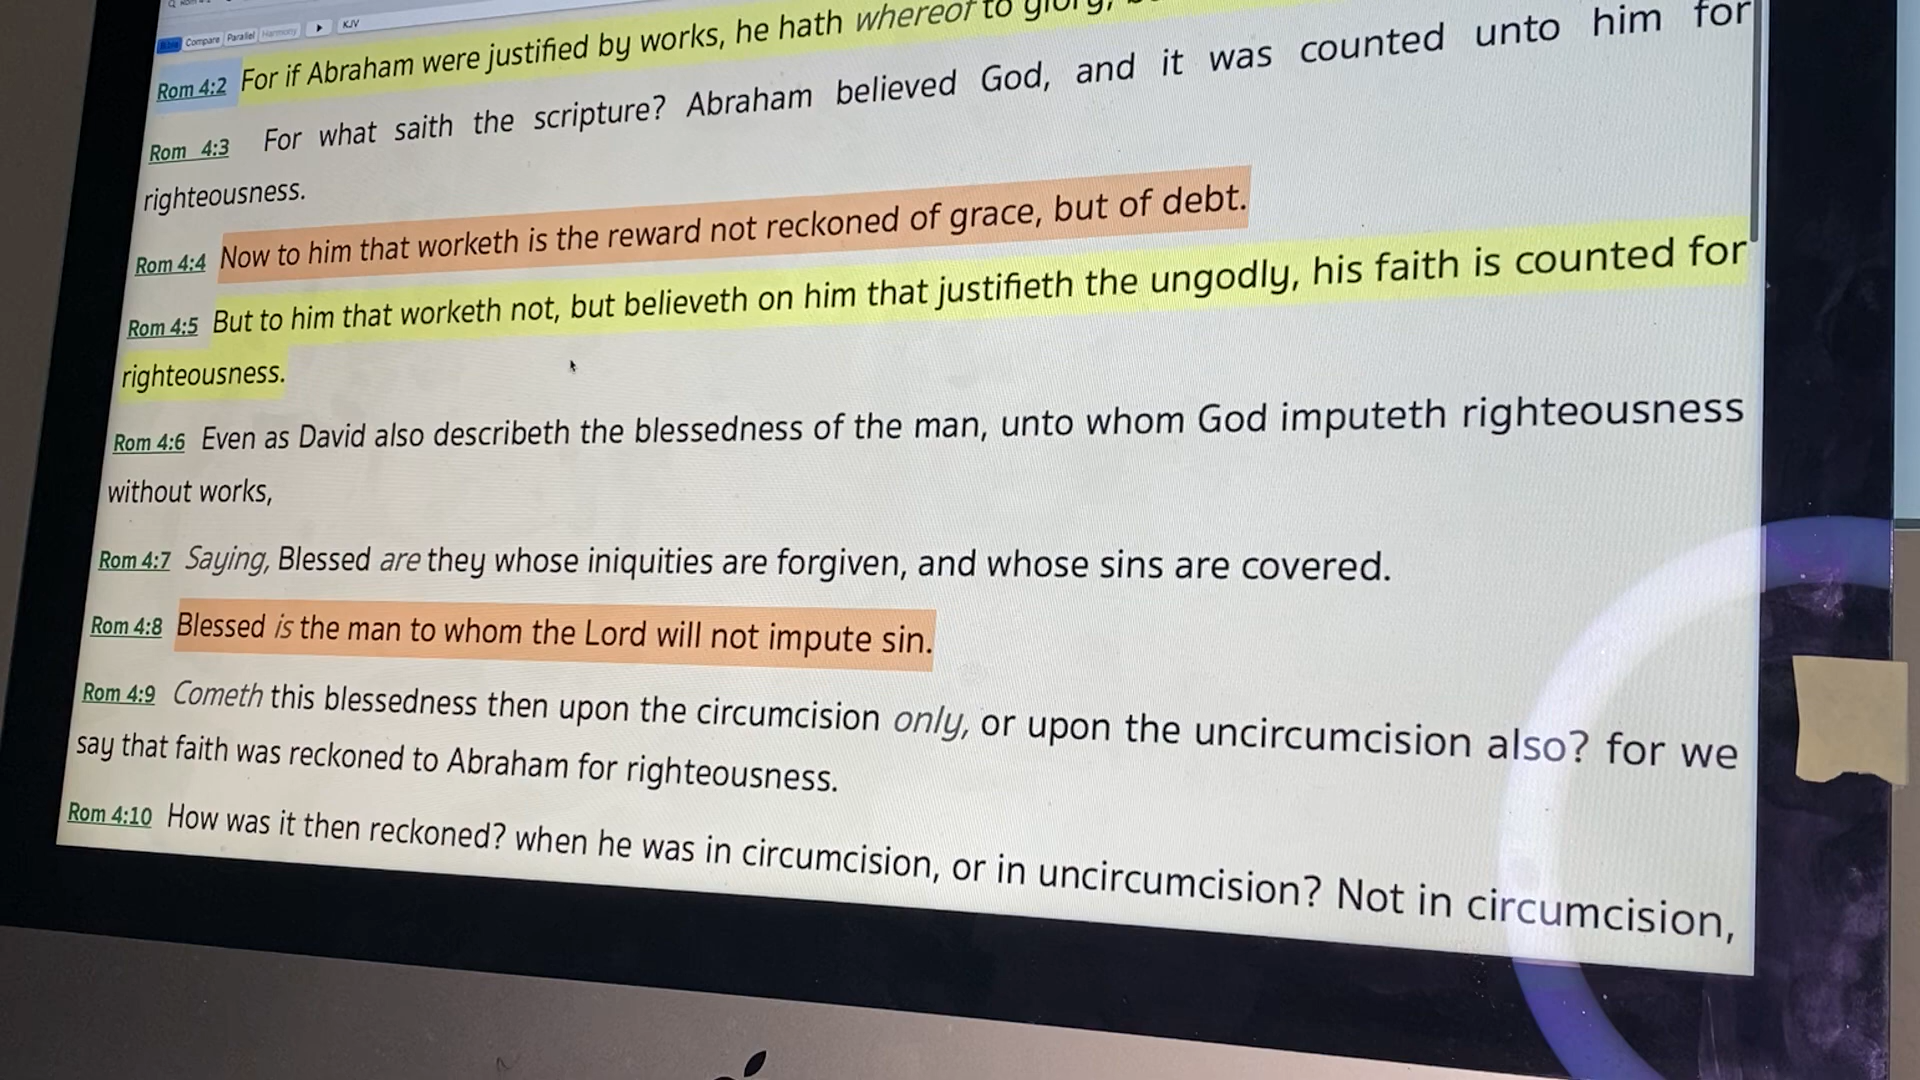 Compare Parallel Harmony KJV
Rom 4:2 For if Abraham were justified by works, he hath whereof to glory,
Rom 4:3 For what saith the scripture? Abraham believed God, and it was counted unto him for
righteousness.
Rom 4:4 Now to him that worketh is the reward not reckoned of grace, but of debt.
Rom 4:5 But to him that worketh not, but believeth on him that justifieth the ungodly, his faith is counted for
righteousness.
Rom 4:6 Even as David also describeth the blessedness of the man, unto whom God imputeth righteousness
without works,
Rom 4:7 Saying, Blessed are they whose iniquities are forgiven, and whose sins are covered.
Rom 4:8 Blessed is the man to whom the Lord will not impute sin.
Rom 4:9 Cometh this blessedness then upon the circumcision only, or upon the uncircumcision also? for we
say that faith was reckoned to Abraham for righteousness.
Rom 4:10 How was it then reckoned? when he was in circumcision, or in uncircumcision? Not in circumcision,